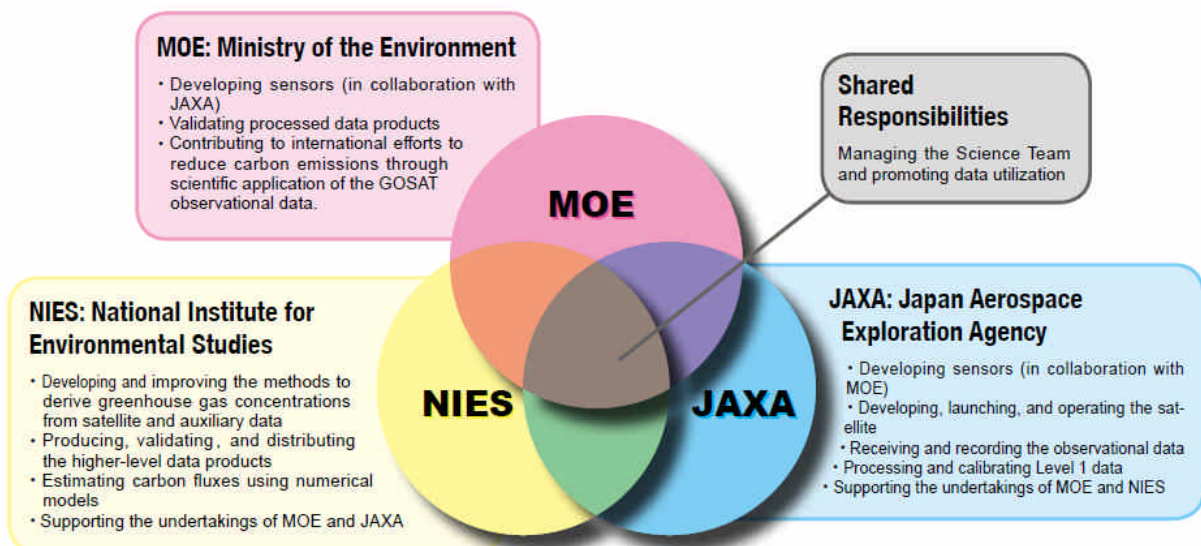 MOE: Ministry of the Environment
・Developing sensors (in collaboration with
JAXA)
・Validating processed data products
・Contributing to international efforts to
reduce carbon emissions through
scientific application of the GOSAT
observational data.
Shared
Responsibilities
Managing the Science Team
and promoting data utilization
MOE
NIES: National Institute for
Environmental Studies
・Developing and improving the methods to
derive greenhouse gas concentrations
from satellite and auxiliary data
・Producing, validating, and distributing
the higher-level data products
・Estimating carbon fluxes using numerical
models
・Supporting the undertakings of MOE and JAXA
NIES
JAXA
JAXA: Japan Aerospace
Exploration Agency
・Developing sensors (in collaboration with
MOE)
・Developing, launching, and operating the sat-
ellite
・Receiving and recording the observational data
・Processing and calibrating Level 1 data
・Supporting the undertakings of MOE and NIES